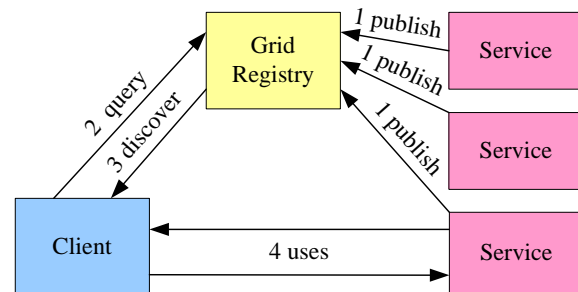 1 publish
Grid
Registry
Service
1 publish
2 query
3 discover
1 publish
Service
Client
4 uses
Service